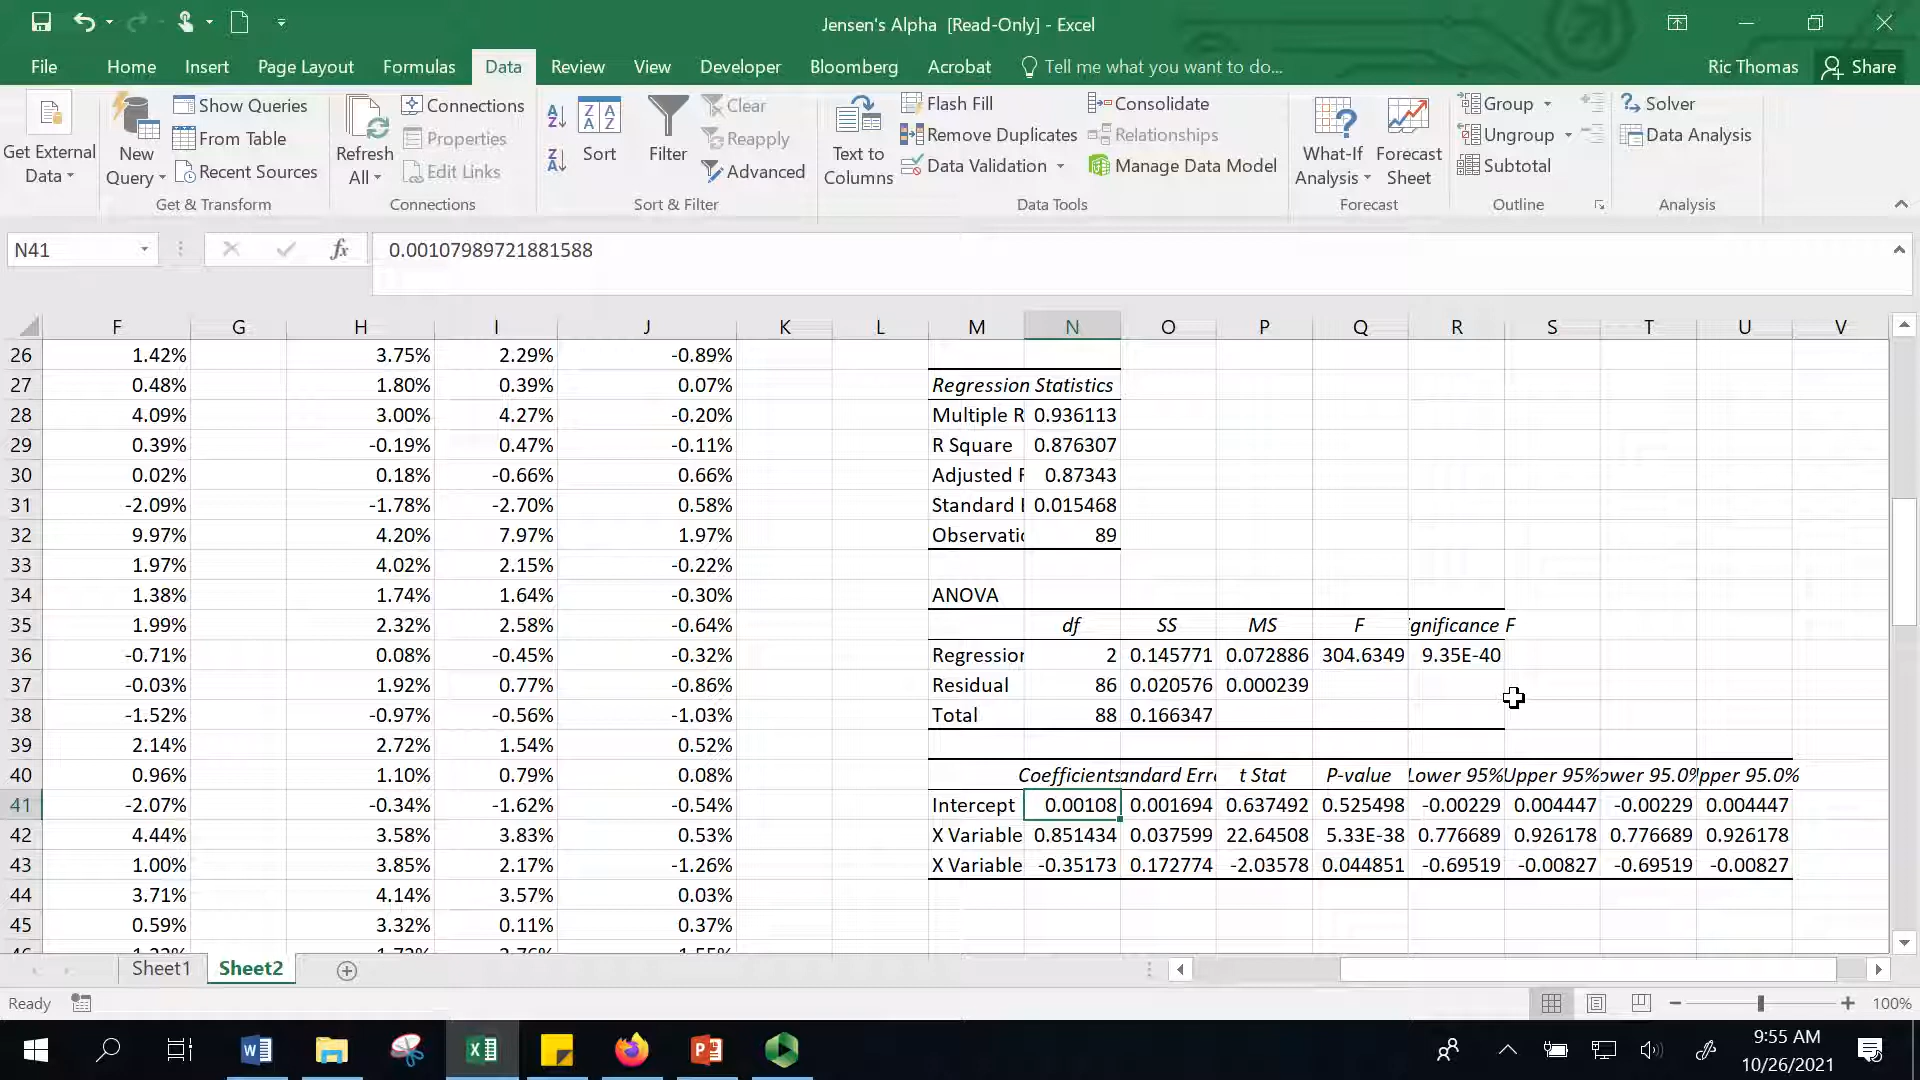 Jensen's Alpha  [Read-Only] - Excel
File Home Insert Page Layout Formulas Data Review View Developer Bloomberg Acrobat Tell me what you want to do... Ric Thomas Share
Get External Data
New Query
Show Queries
From Table
Recent Sources
Get & Transform
Refresh All
Connections
Properties
Edit Links
Connections
Sort
Filter
Clear
Reapply
Advanced
Sort & Filter
Text to Columns
Flash Fill
Remove Duplicates
Data Validation
Consolidate
Relationships
Manage Data Model
Data Tools
What-If Analysis
Forecast Sheet
Forecast
Group
Ungroup
Subtotal
Outline
Solver
Data Analysis
Analysis
N41 fx 0.00107989721881588
F G H I J K L M N O P Q R S T U V
26 1.42% 3.75% 2.29% -0.89%
27 0.48% 1.80% 0.39% 0.07% Regression Statistics
28 4.09% 3.00% 4.27% -0.20% Multiple R 0.936113
29 0.39% -0.19% 0.47% -0.11% R Square 0.876307
30 0.02% 0.18% -0.66% 0.66% Adjusted R 0.87343
31 -2.09% -1.78% -2.70% 0.58% Standard E 0.015468
32 9.97% 4.20% 7.97% 1.97% Observatio 89
33 1.97% 4.02% 2.15% -0.22%
34 1.38% 1.74% 1.64% -0.30% ANOVA
35 1.99% 2.32% 2.58% -0.64% df SS MS F gnificance F
36 -0.71% 0.08% -0.45% -0.32% Regression 2 0.145771 0.072886 304.6349 9.35E-40
37 -0.03% 1.92% 0.77% -0.86% Residual 86 0.020576 0.000239
38 -1.52% -0.97% -0.56% -1.03% Total 88 0.166347
39 2.14% 2.72% 1.54% 0.52%
40 0.96% 1.10% 0.79% 0.08% Coefficients andard Erro t Stat P-value Lower 95% Upper 95% ower 95.0% pper 95.0%
41 -2.07% -0.34% -1.62% -0.54% Intercept 0.00108 0.001694 0.637492 0.525498 -0.00229 0.004447 -0.00229 0.004447
42 4.44% 3.58% 3.83% 0.53% X Variable 0.851434 0.037599 22.64508 5.33E-38 0.776689 0.926178 0.776689 0.926178
43 1.00% 3.85% 2.17% -1.26% X Variable -0.35173 0.172774 -2.03578 0.044851 -0.69519 -0.00827 -0.69519 -0.00827
44 3.71% 4.14% 3.57% 0.03%
45 0.59% 3.32% 0.11% 0.37%
Sheet1 Sheet2
Ready 100%
9:55 AM
10/26/2021